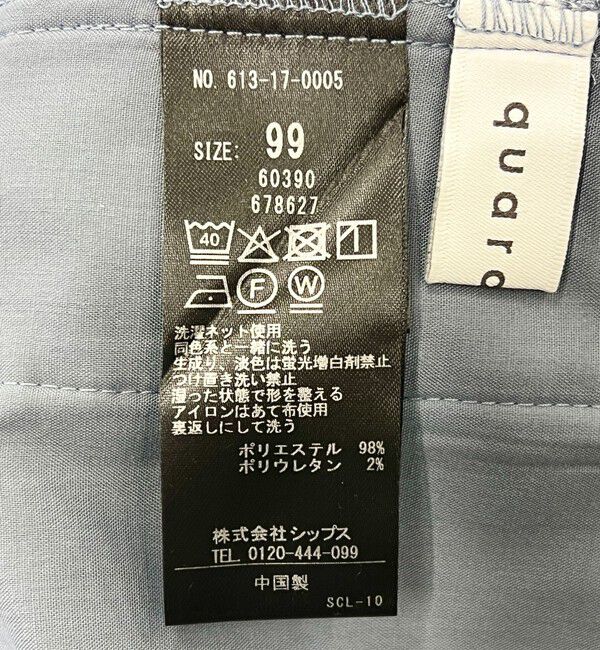 NO. 613-17-0005
SIZE: 99
60390
678627
40
F W
洗濯ネット使用
同色系と一緒に洗う
生成り、淡色は蛍光増白剤禁止
つけ置き洗い禁止
湿った状態で形を整える
アイロンはあて布使用
裏返しにして洗う
ポリエステル 98%
ポリウレタン 2%
株式会社シップス
TEL. 0120-444-099
中国製
SCL-10
quaro